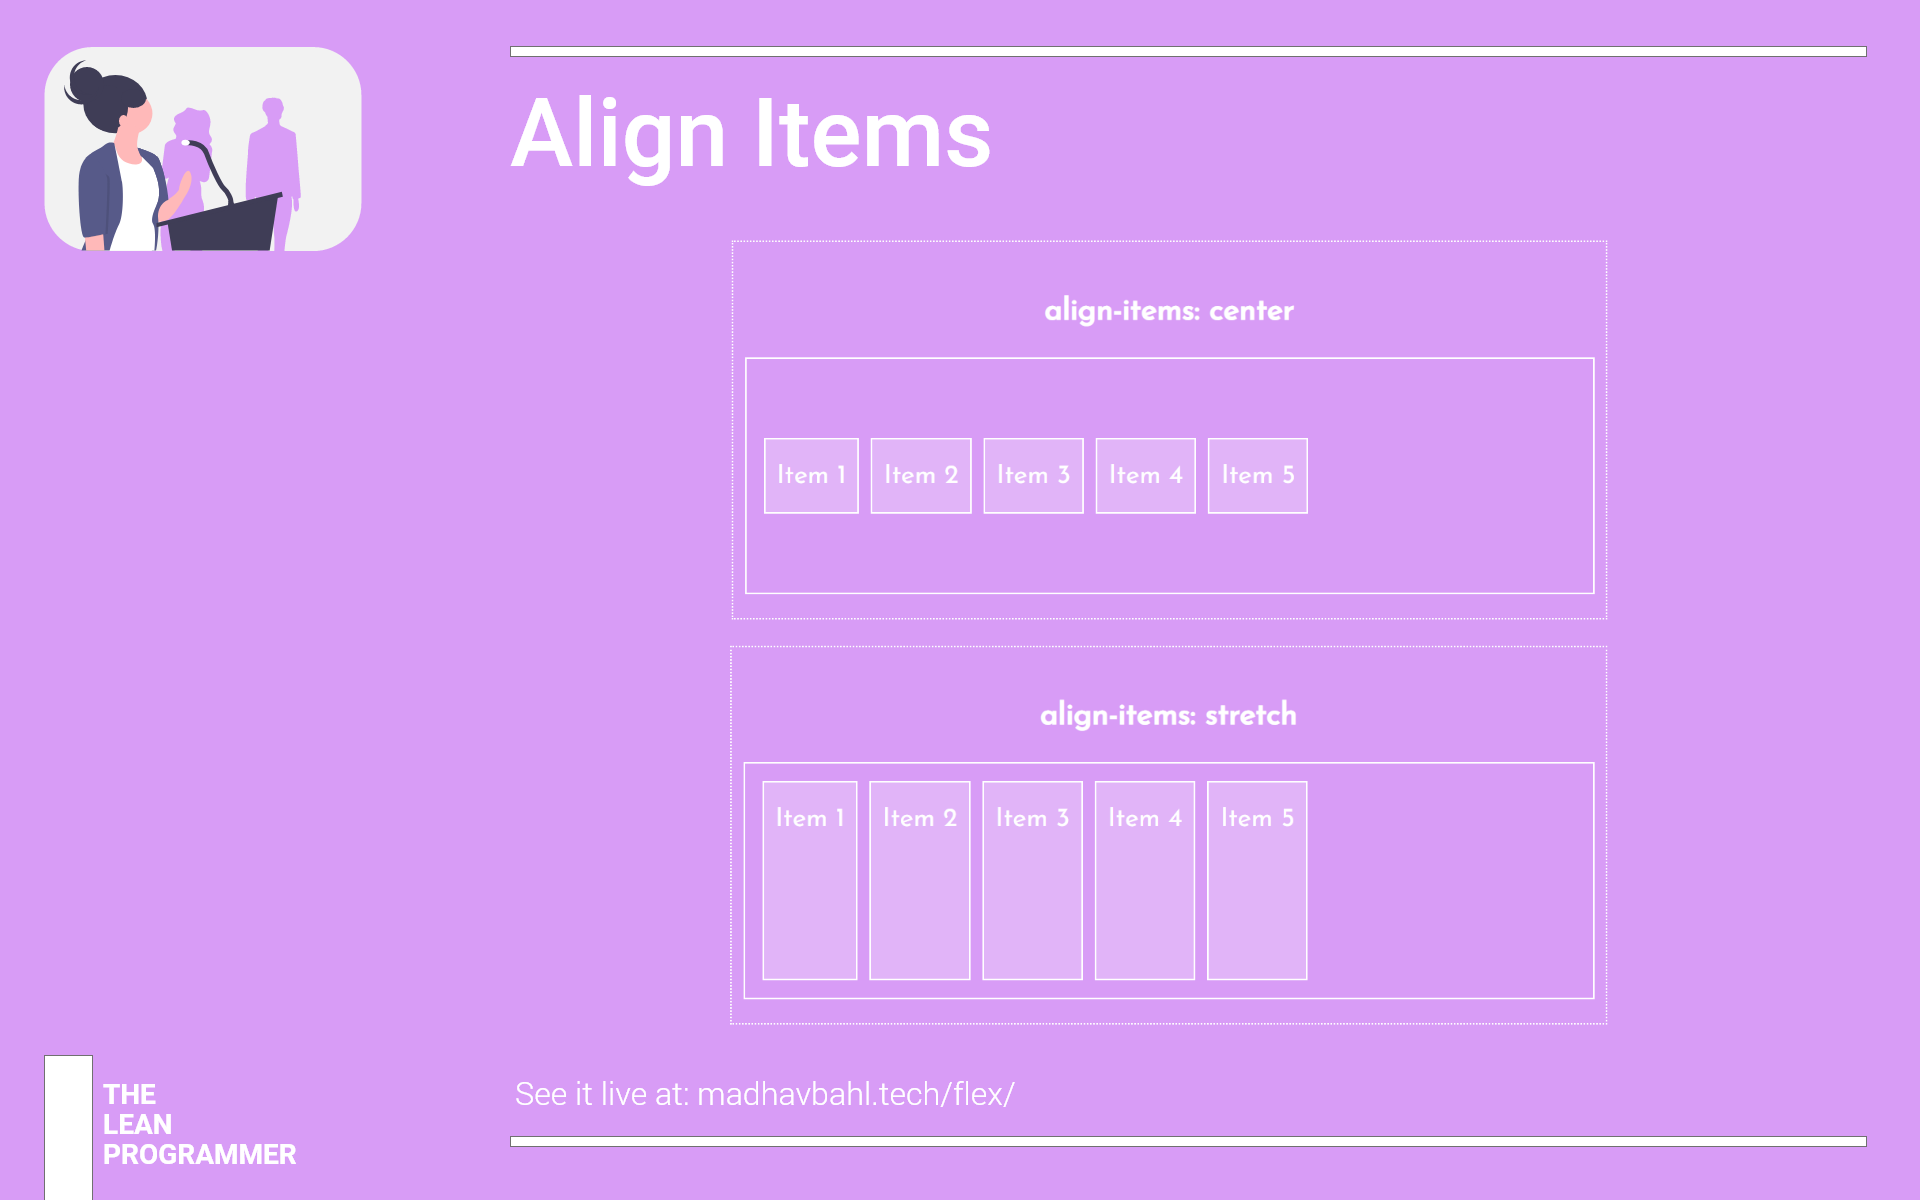 Align Items
align-items: center
Item 1 Item 2 Item 3 Item 4 Item 5
align-items: stretch
Item 1 Item 2 Item 3 Item 4 Item 5
See it live at: madhavbahl.tech/flex/
THE
LEAN
PROGRAMMER